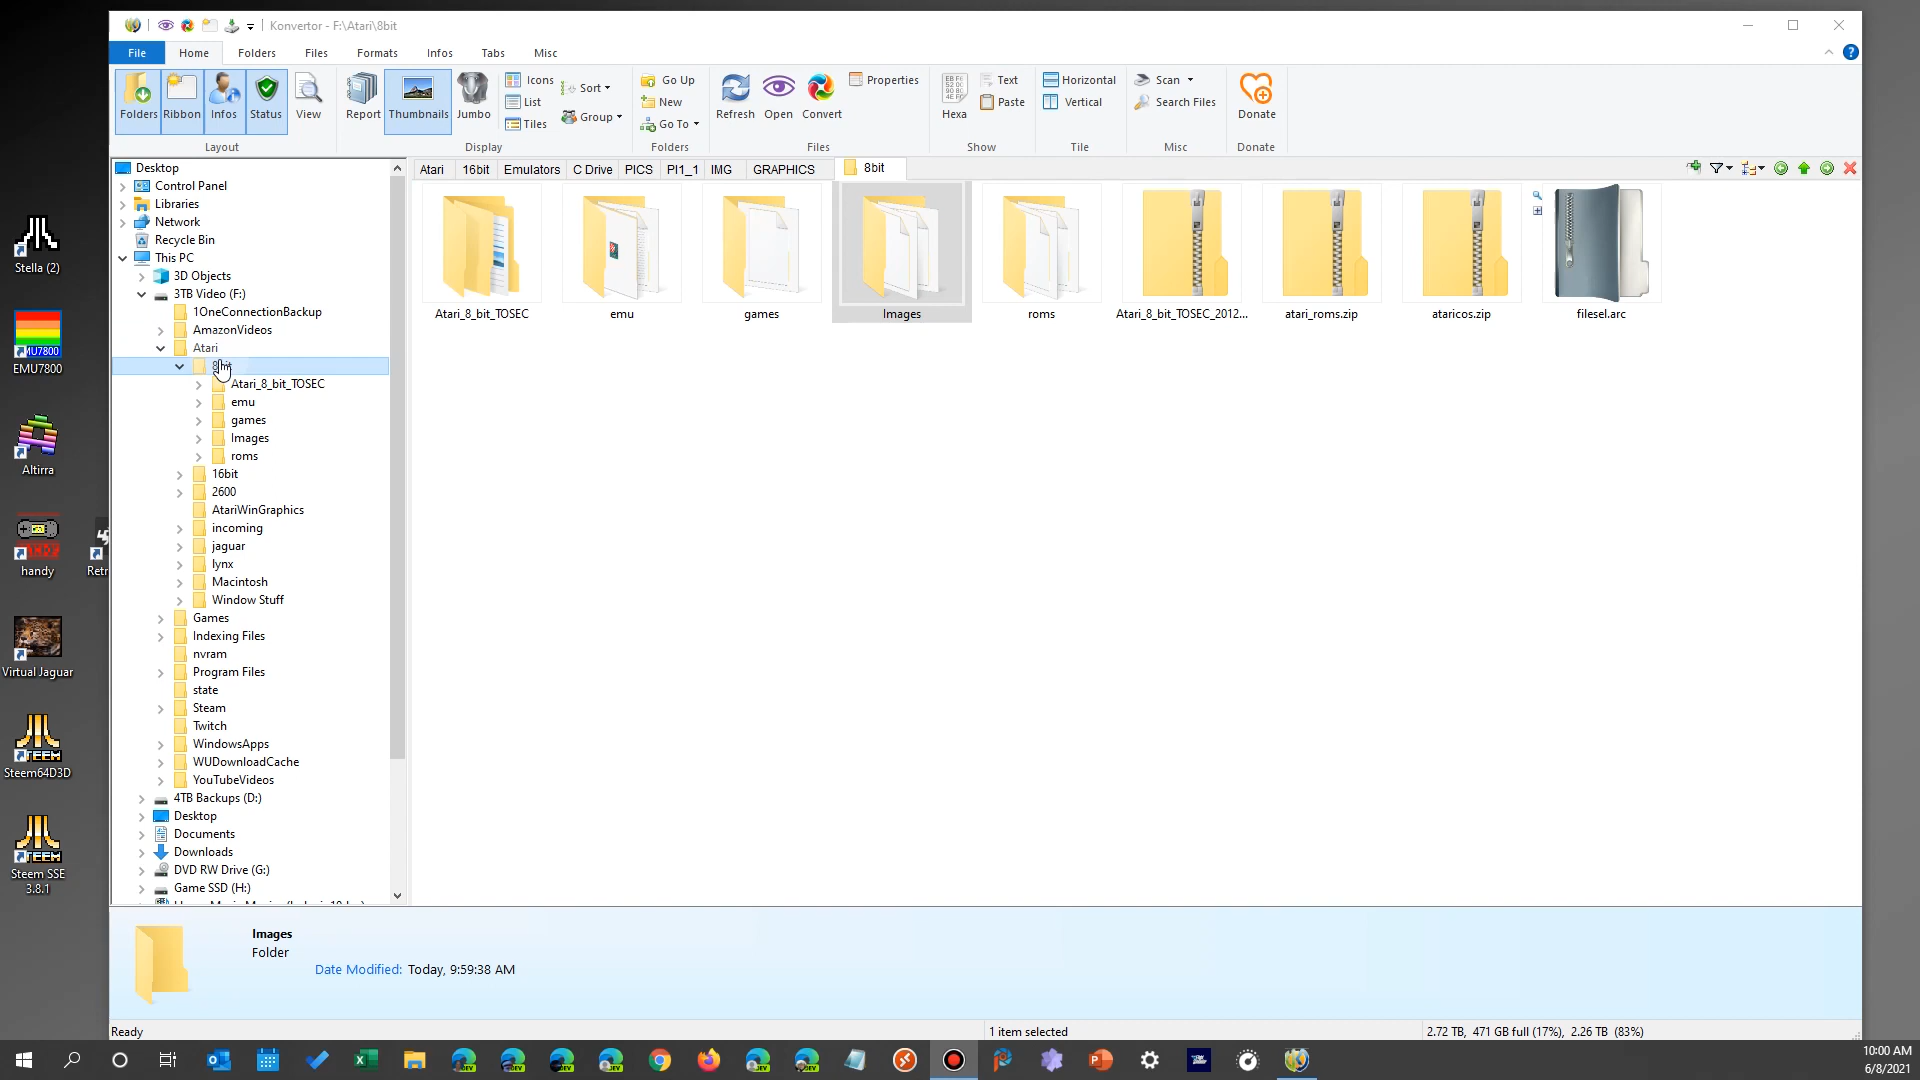 Konvertor - F:\Atari\8bit
File Home Folders Files Formats Infos Tabs Misc
Folders Ribbon Infos Status View
Layout
Report Thumbnails Jumbo Icons List Tiles Sort Group
Display
Go Up New Go To
Folders
Refresh Open Convert Properties
Files
Hexa Text Paste
Show
Horizontal Vertical
Tile
Scan Search Files
Misc
Donate
Donate
Atari 16bit Emulators C Drive PICS PI1_1 IMG GRAPHICS 8bit
Desktop
Control Panel
Libraries
Network
Recycle Bin
This PC
3D Objects
3TB Video (F:)
1OneConnectionBackup
AmazonVideos
Atari
8bit
Atari_8_bit_TOSEC
emu
games
Images
roms
16bit
2600
AtariWinGraphics
incoming
jaguar
lynx
Macintosh
Window Stuff
Games
Indexing Files
nvram
Program Files
state
Steam
Twitch
WindowsApps
WUDownloadCache
YouTubeVideos
4TB Backups (D:)
Desktop
Documents
Downloads
DVD RW Drive (G:)
Game SSD (H:)
Atari_8_bit_TOSEC emu games Images roms Atari_8_bit_TOSEC_2012... atari_roms.zip ataricos.zip filesel.arc
Stella (2)
EMU7800
Altirra
handy
Retr
Virtual Jaguar
Steem64D3D
Steem SSE
3.8.1
Images
Folder
Date Modified: Today, 9:59:38 AM
Ready
1 item selected
2.72 TB, 471 GB full (17%), 2.26 TB (83%)
10:00 AM
6/8/2021